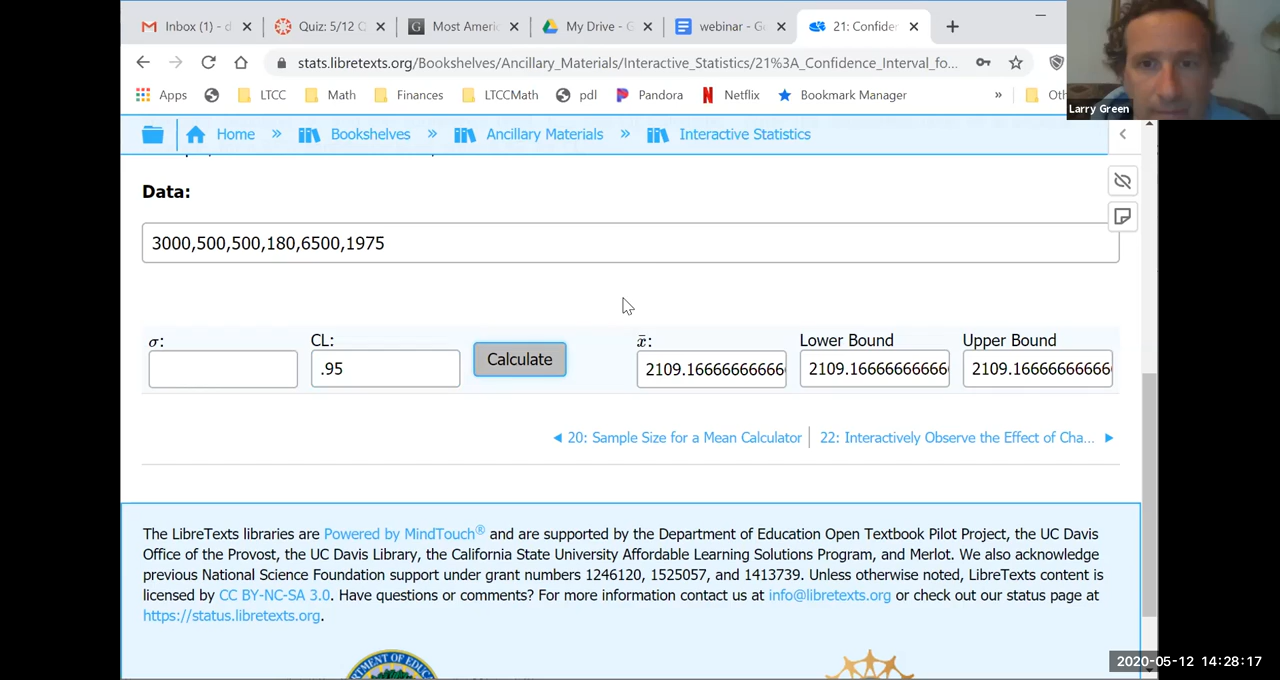 Inbox (1) - d
Quiz: 5/12 Q
Most Americ
My Drive - G
webinar - Go
21: Confiden
stats.libretexts.org/Bookshelves/Ancillary_Materials/Interactive_Statistics/21%3A_Confidence_Interval_fo...
Apps
LTCC
Math
Finances
LTCCMath
pdl
Pandora
Netflix
Bookmark Manager
»
Oth
Larry Green
Home » Bookshelves » Ancillary Materials » Interactive Statistics
Data:
3000,500,500,180,6500,1975
σ: CL: x̄: Lower Bound Upper Bound
.95 Calculate 2109.16666666666 2109.16666666666 2109.16666666666
◀ 20: Sample Size for a Mean Calculator | 22: Interactively Observe the Effect of Cha... ▶
The LibreTexts libraries are Powered by MindTouch® and are supported by the Department of Education Open Textbook Pilot Project, the UC Davis
Office of the Provost, the UC Davis Library, the California State University Affordable Learning Solutions Program, and Merlot. We also acknowledge
previous National Science Foundation support under grant numbers 1246120, 1525057, and 1413739. Unless otherwise noted, LibreTexts content is
licensed by CC BY-NC-SA 3.0. Have questions or comments? For more information contact us at info@libretexts.org or check out our status page at
https://status.libretexts.org.
2020-05-12 14:28:17